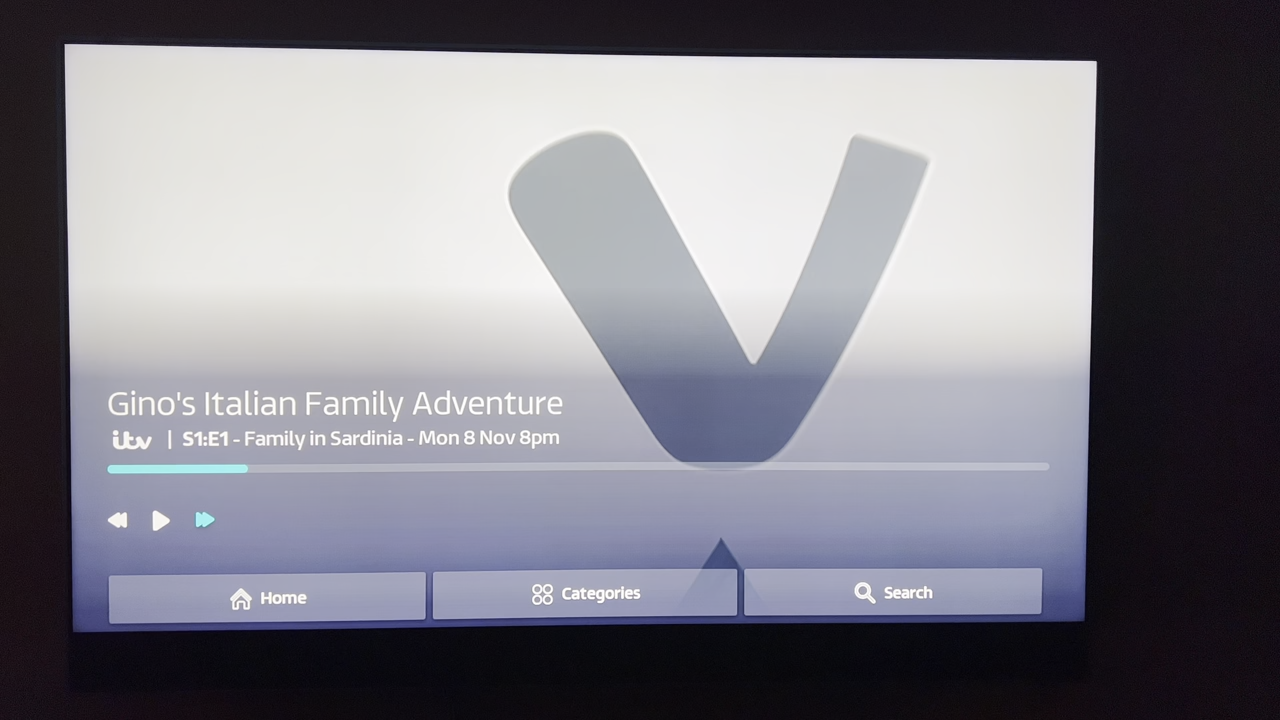 V
Gino's Italian Family Adventure
itv | S1:E1 - Family in Sardinia - Mon 8 Nov 8pm
Home
Categories
Search